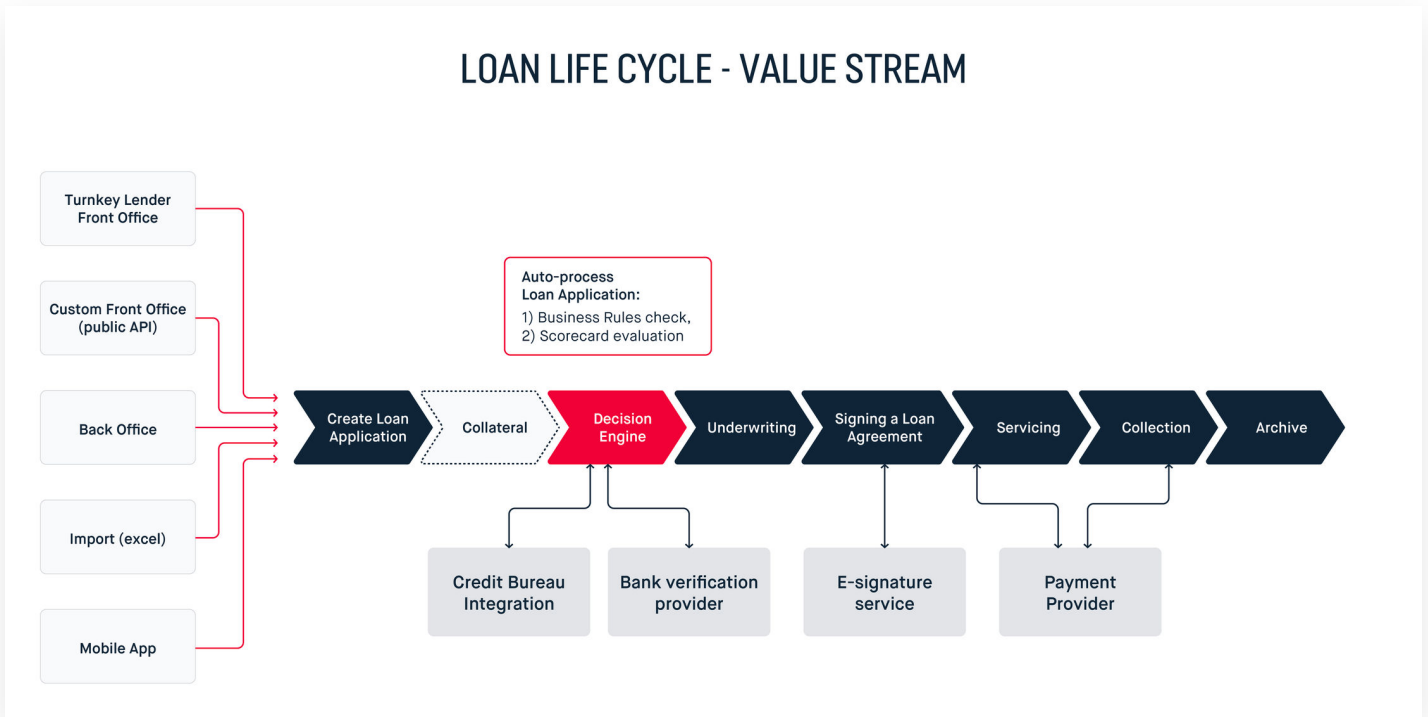 LOAN LIFE CYCLE - VALUE STREAM
Turnkey Lender
Front Office
Custom Front Office
(public API)
Back Office
Import (excel)
Mobile App
Auto-process
Loan Application:
1) Business Rules check,
2) Scorecard evaluation
Create Loan
Application
Collateral
Decision
Engine
Underwriting
Signing a Loan
Agreement
Servicing
Collection
Archive
Credit Bureau
Integration
Bank verification
provider
E-signature
service
Payment
Provider